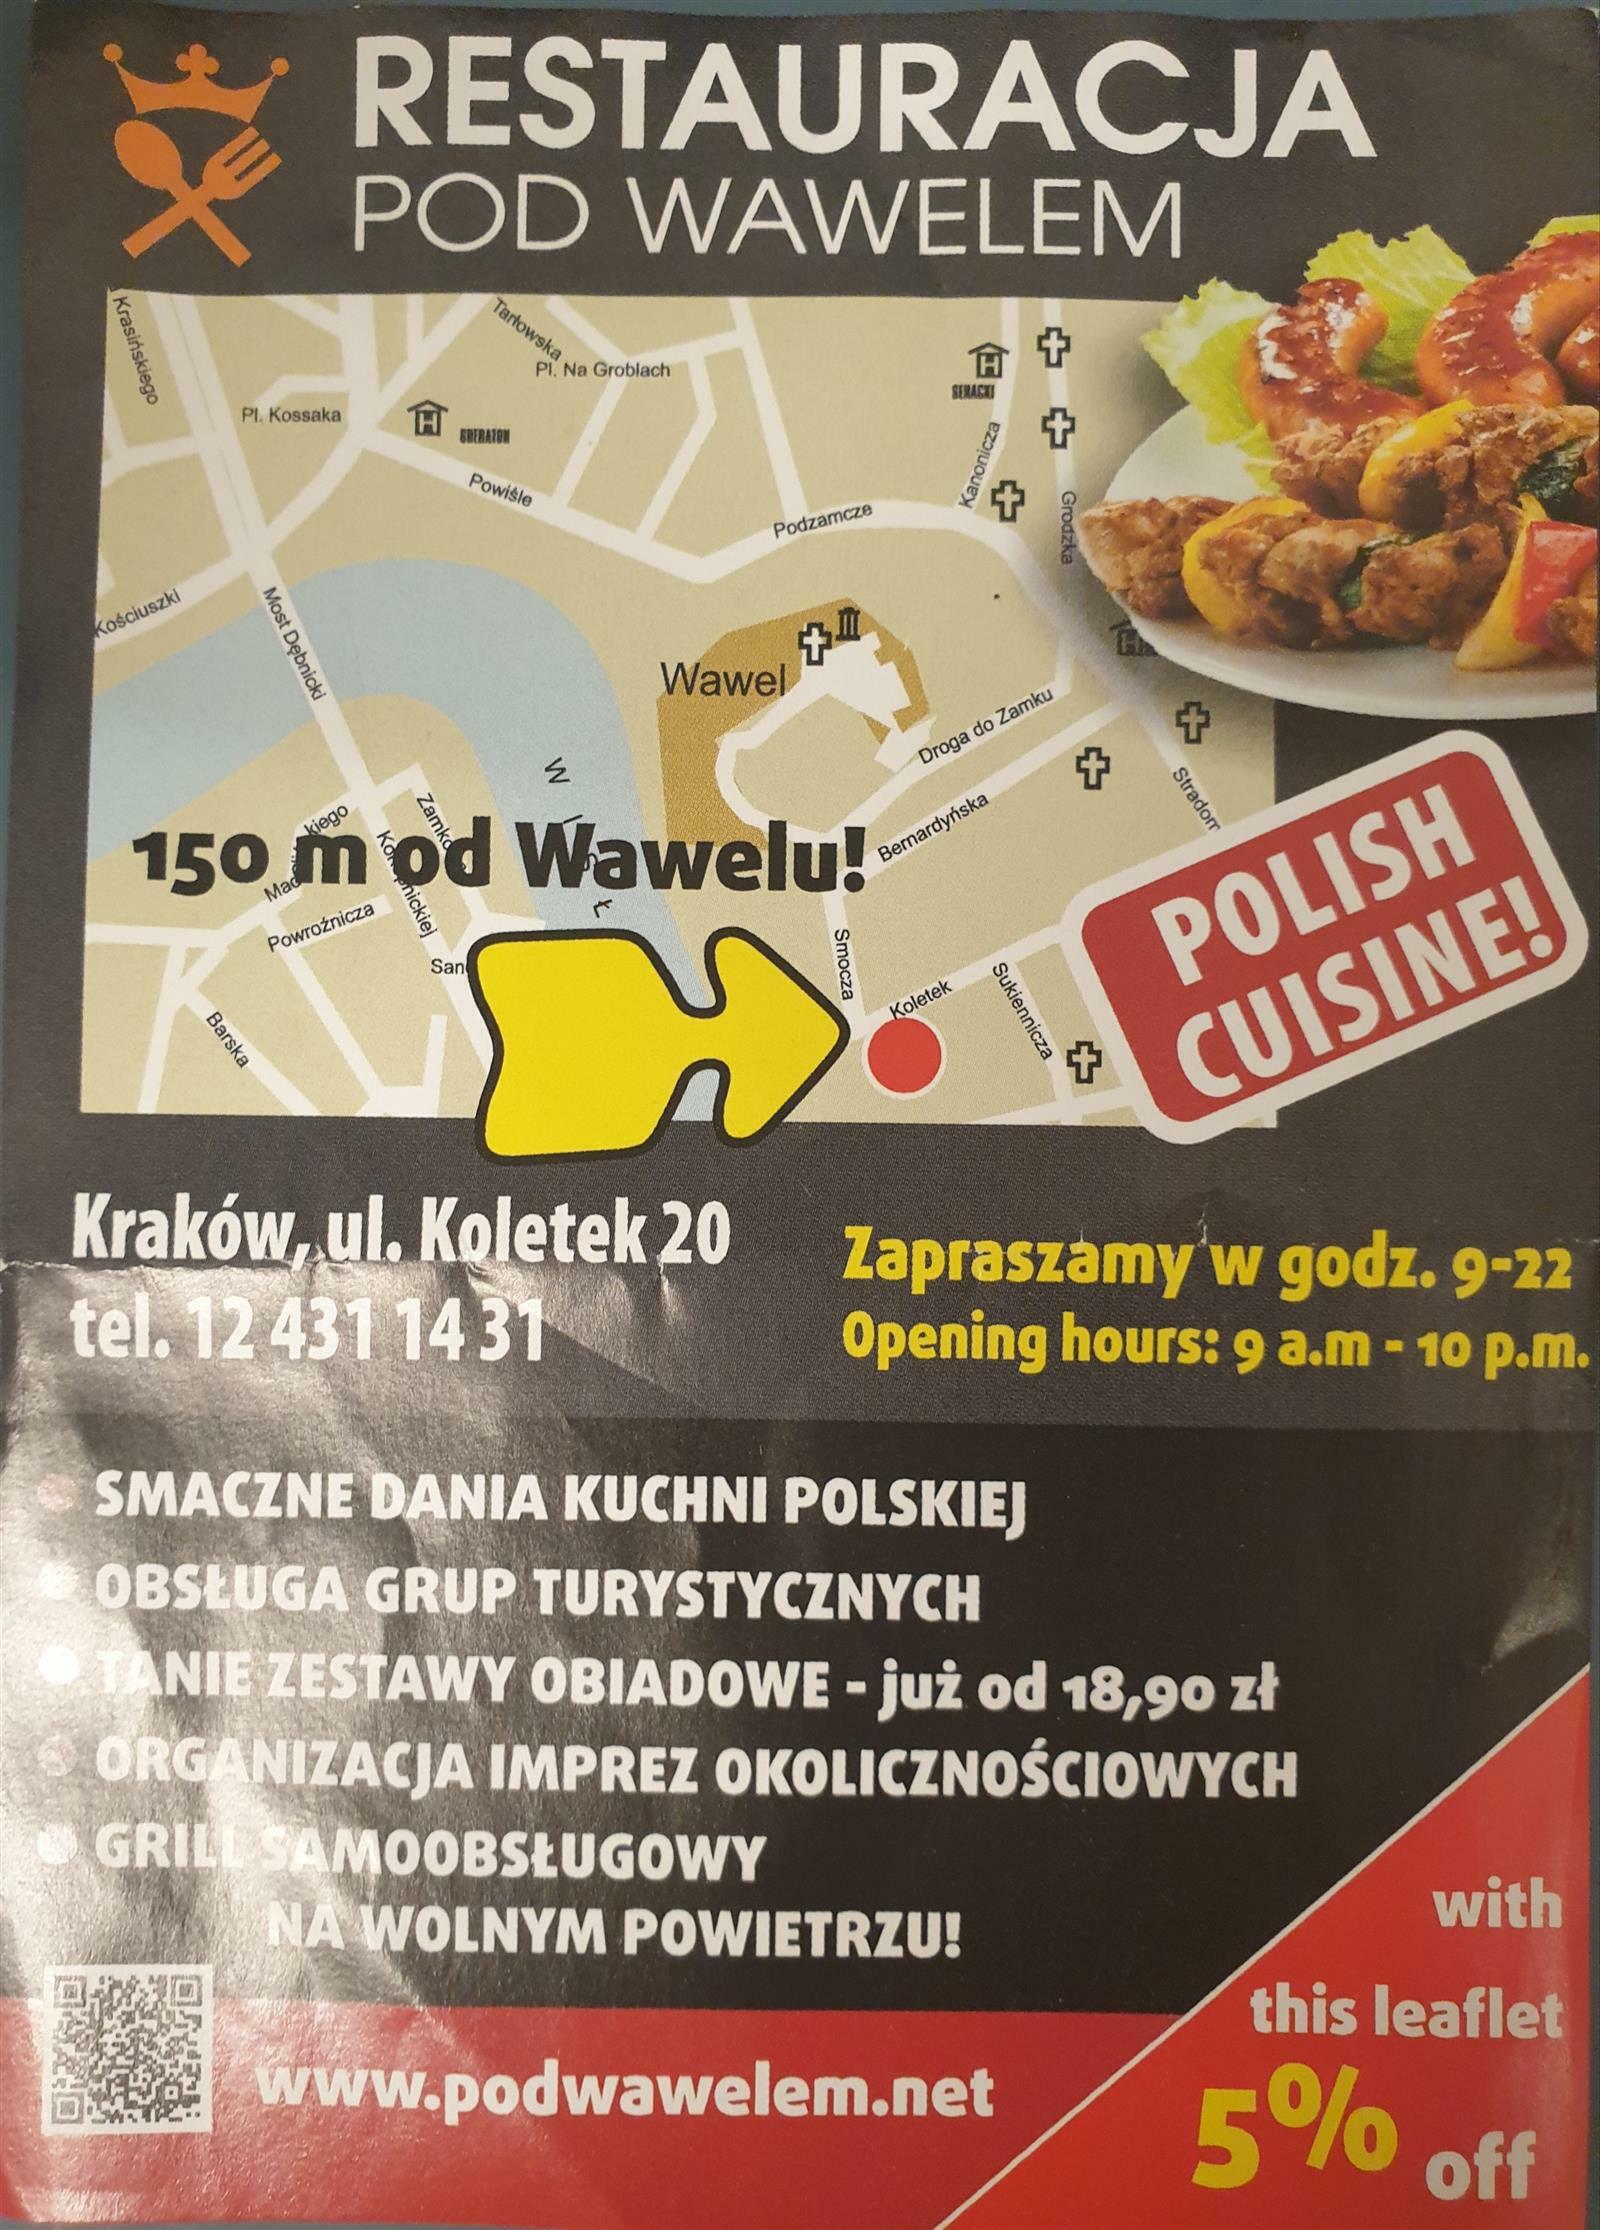 RESTAURACJA
POD WAWELEM
Krasińskiego
Tarłowska
Pl. Na Groblach
Pl. Kossaka
SHERATON
SENACKI
Powiśle
Podzamcze
Kanonicza
Grodzka
Kościuszki
Most Dębnicki
Wawel
Droga do Zamku
Bernardyńska
Stradom
WISŁ
150 m od Wawelu!
Powroźnicza
Barska
Smocza
Koletek
Sukiennicza
POLISH
CUISINE!
Kraków, ul. Koletek 20
tel. 12 431 14 31
Zapraszamy w godz. 9-22
Opening hours: 9 a.m - 10 p.m.
SMACZNE DANIA KUCHNI POLSKIEJ
OBSŁUGA GRUP TURYSTYCZNYCH
TANIE ZESTAWY OBIADOWE - już od 18,90 zł
ORGANIZACJA IMPREZ OKOLICZNOŚCIOWYCH
GRILL SAMOOBSŁUGOWY
NA WOLNYM POWIETRZU!
www.podwawelem.net
with
this leaflet
5% off